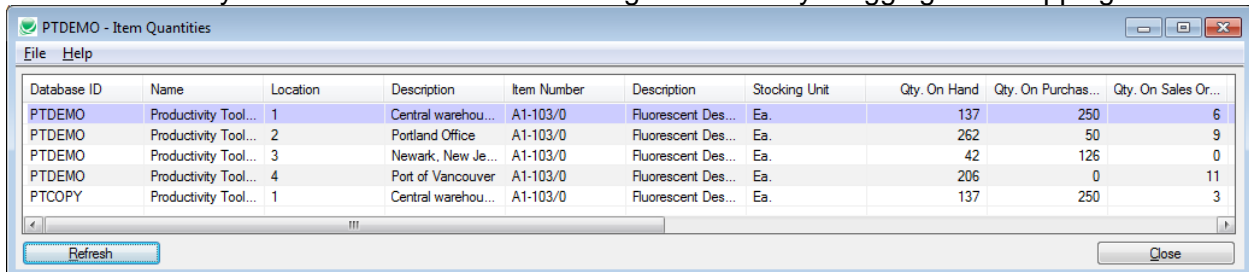 PTDEMO - Item Quantities
File Help
Database ID Name Location Description Item Number Description Stocking Unit Qty. On Hand Qty. On Purchas... Qty. On Sales Or...
PTDEMO Productivity Tool... 1 Central warehou... A1-103/0 Fluorescent Des... Ea. 137 250 6
PTDEMO Productivity Tool... 2 Portland Office A1-103/0 Fluorescent Des... Ea. 262 50 9
PTDEMO Productivity Tool... 3 Newark, New Je... A1-103/0 Fluorescent Des... Ea. 42 126 0
PTDEMO Productivity Tool... 4 Port of Vancouver A1-103/0 Fluorescent Des... Ea. 206 0 11
PTCOPY Productivity Tool... 1 Central warehou... A1-103/0 Fluorescent Des... Ea. 137 250 3
Refresh Close